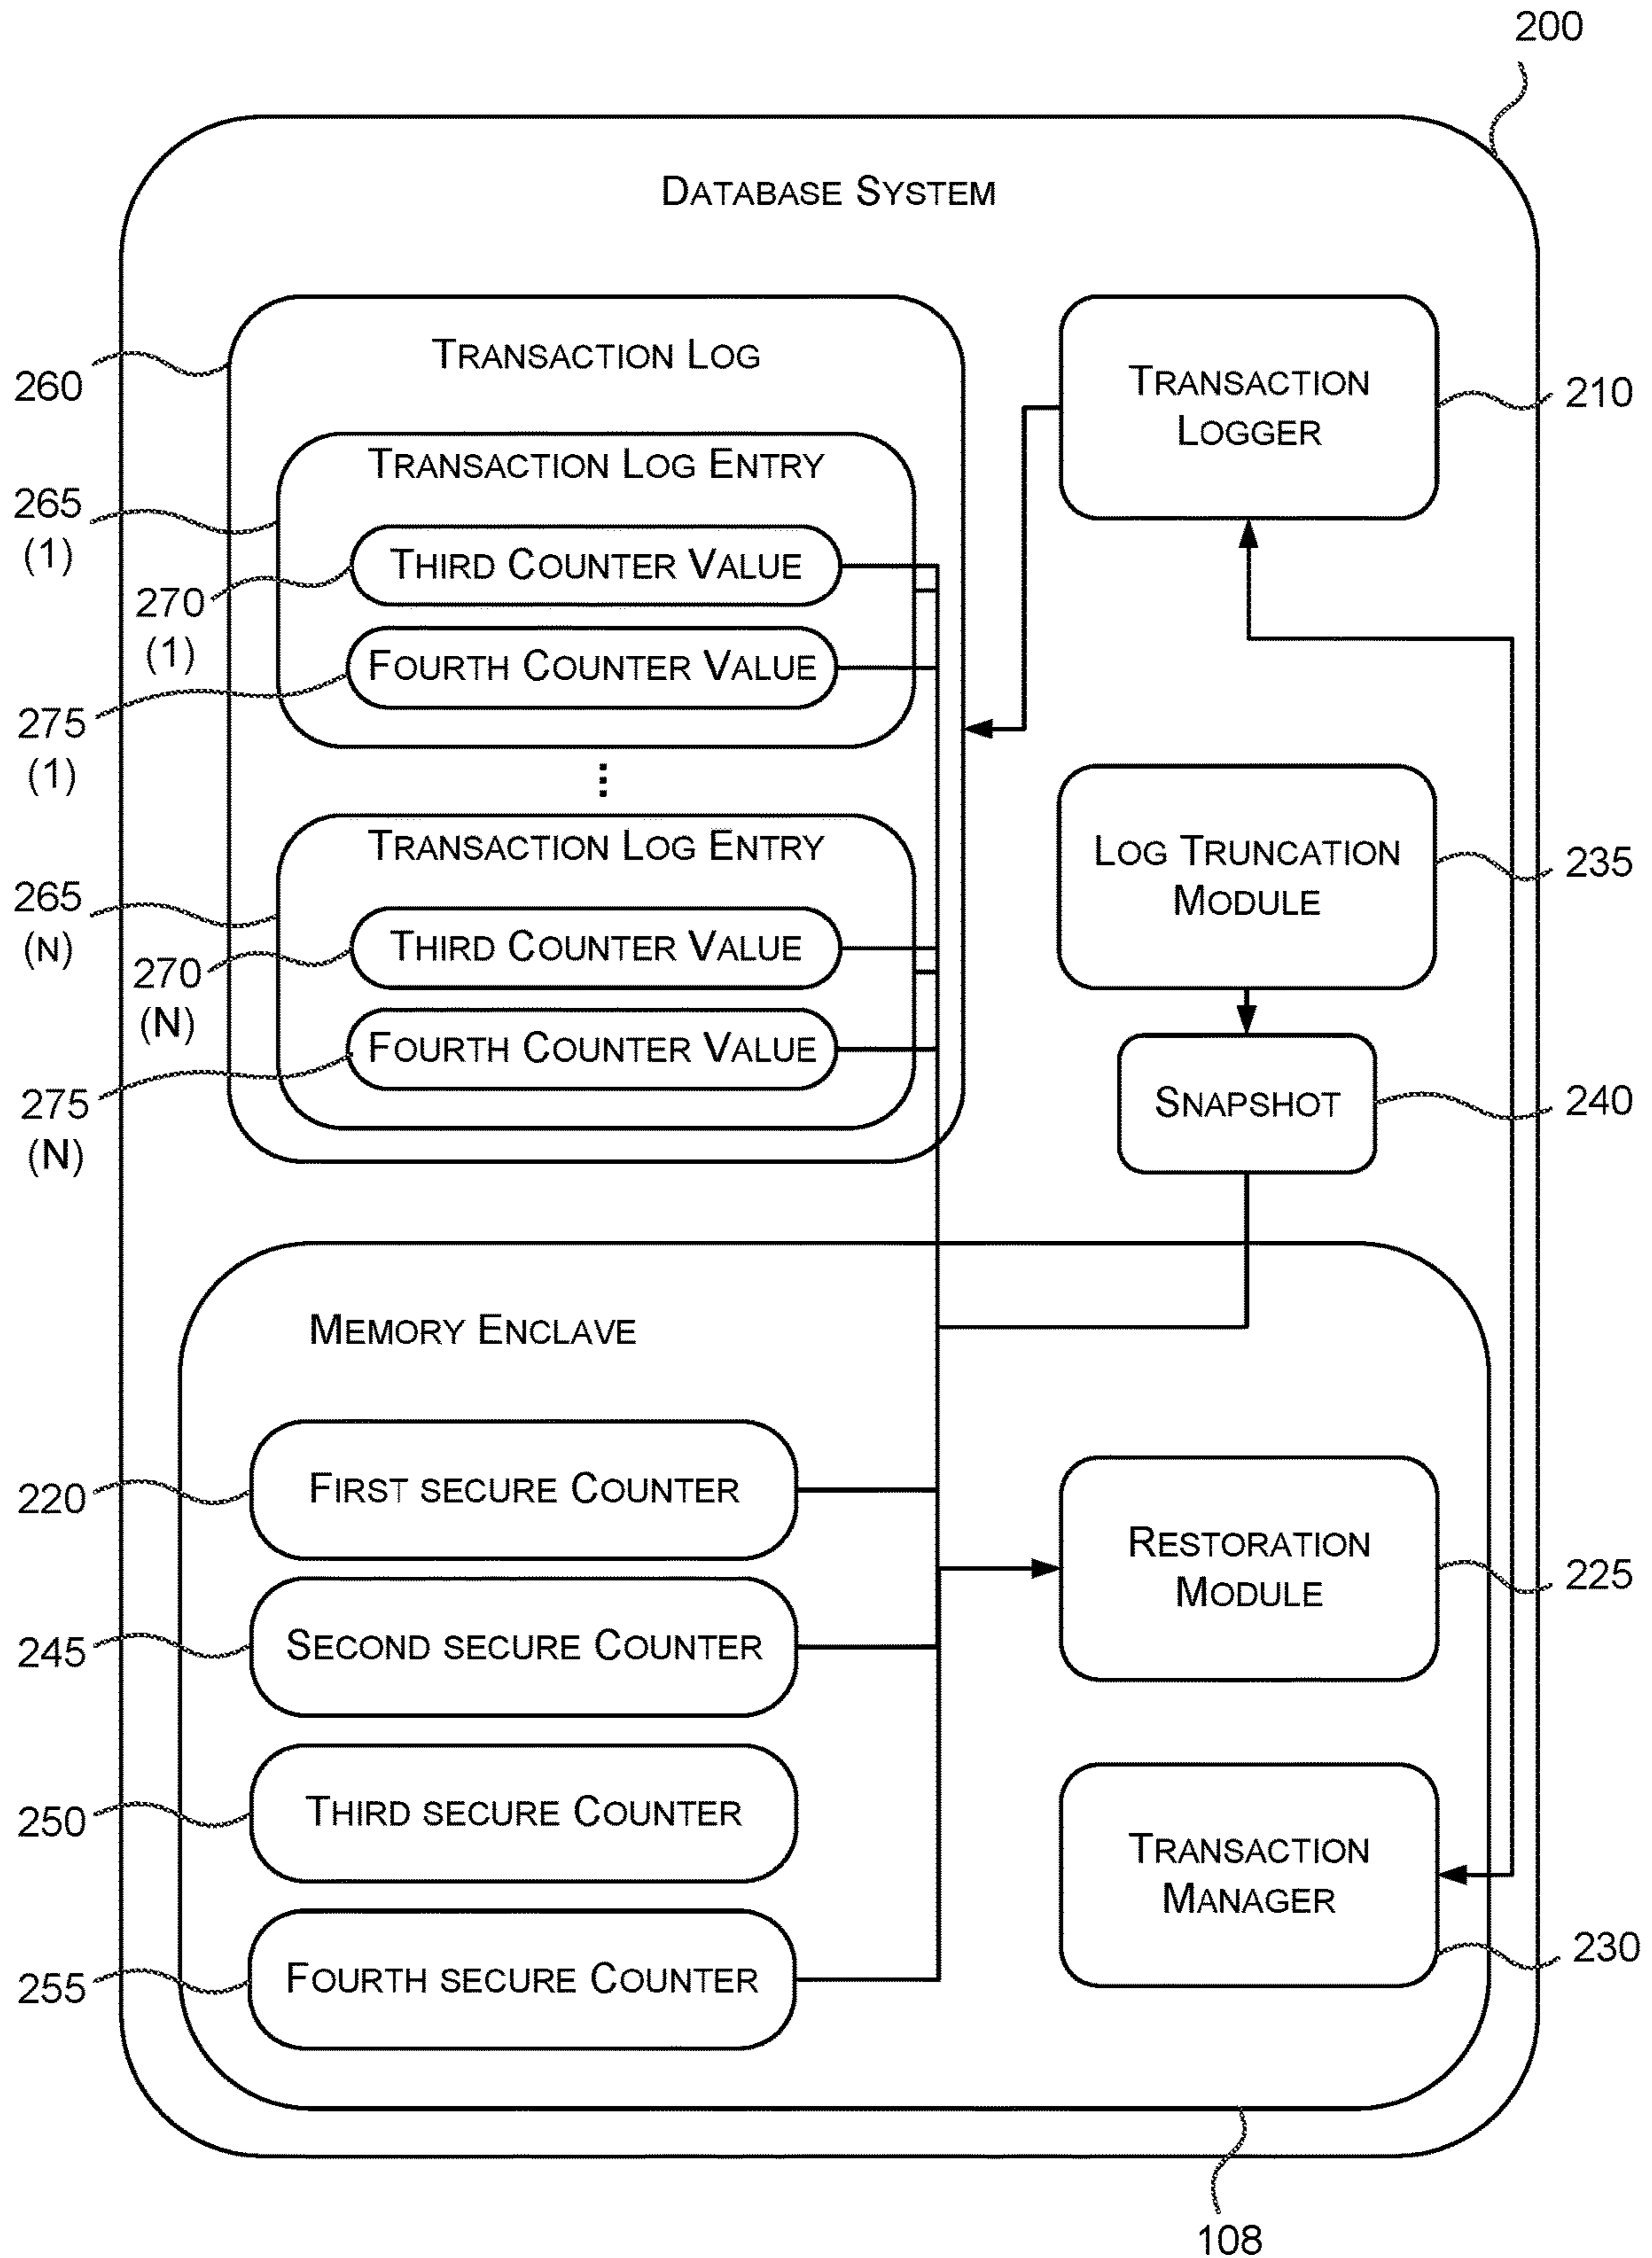 200
DATABASE SYSTEM
TRANSACTION LOG
260
TRANSACTION LOG ENTRY
265
(1)
THIRD COUNTER VALUE
270
(1)
FOURTH COUNTER VALUE
275
(1)
⋮
TRANSACTION LOG ENTRY
265
(N)
THIRD COUNTER VALUE
270
(N)
FOURTH COUNTER VALUE
275
(N)
TRANSACTION
LOGGER
210
LOG TRUNCATION
MODULE
235
SNAPSHOT
240
MEMORY ENCLAVE
FIRST SECURE COUNTER
220
SECOND SECURE COUNTER
245
THIRD SECURE COUNTER
250
FOURTH SECURE COUNTER
255
RESTORATION
MODULE
225
TRANSACTION
MANAGER
230
108